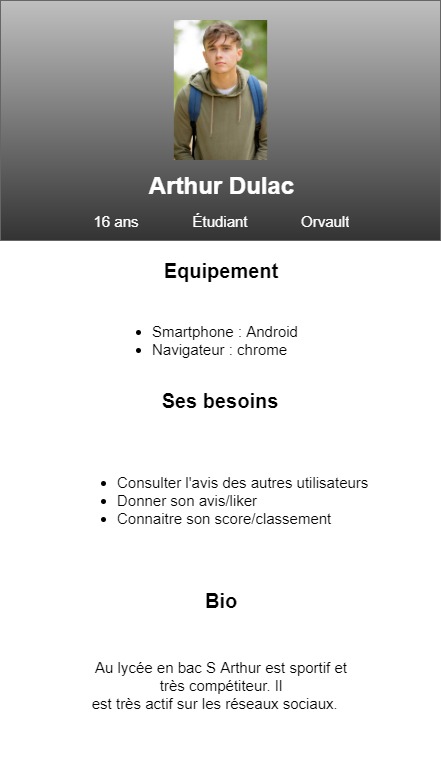 Arthur Dulac
16 ans Étudiant Orvault
Equipement
• Smartphone : Android
• Navigateur : chrome
Ses besoins
• Consulter l'avis des autres utilisateurs
• Donner son avis/liker
• Connaitre son score/classement
Bio
Au lycée en bac S Arthur est sportif et
très compétiteur. Il
est très actif sur les réseaux sociaux.